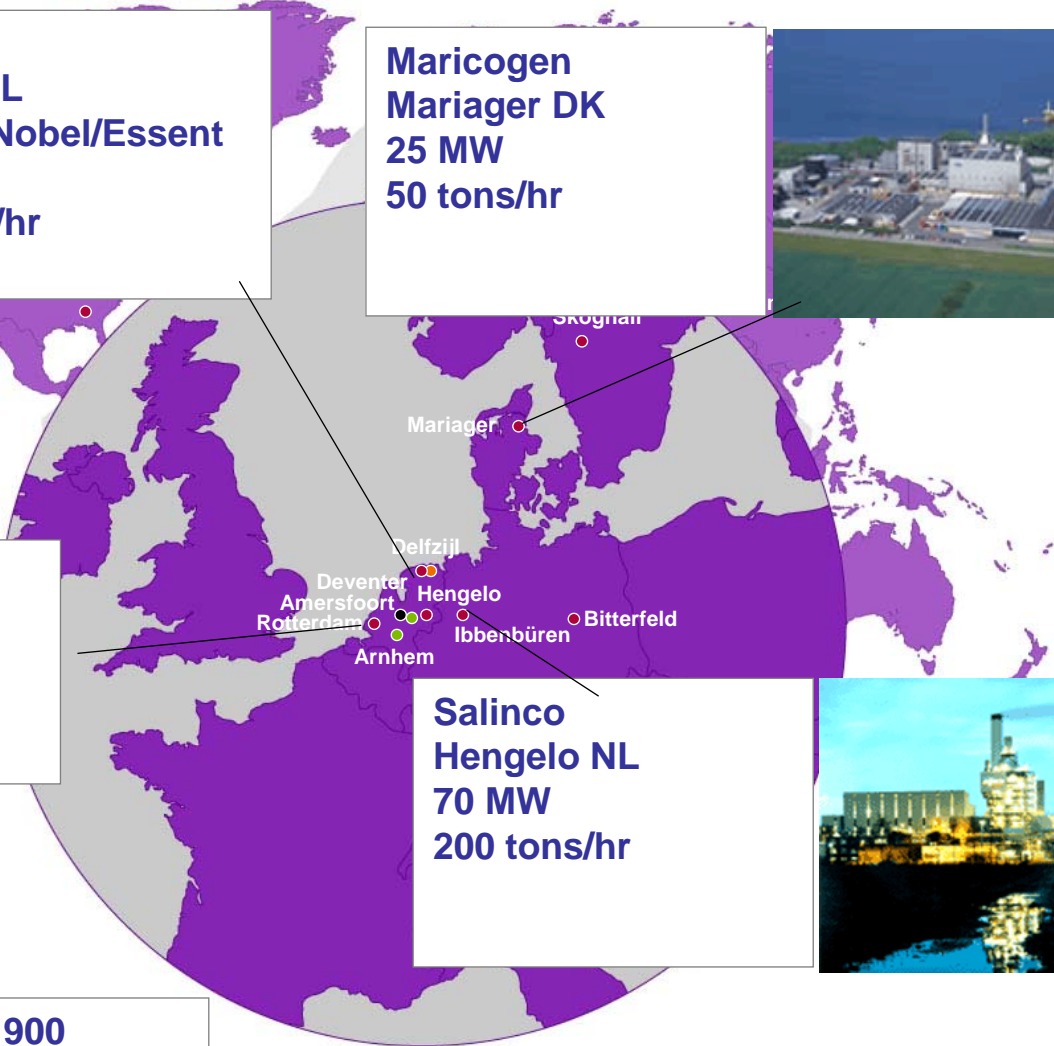 L
Nobel/Essent
/hr
Maricogen
Mariager DK
25 MW
50 tons/hr
Skoghall
Mariager
Delfzijl
Deventer
Hengelo
Amersfoort
Rotterdam
Ibbenbüren
Bitterfeld
Arnhem
Salinco
Hengelo NL
70 MW
200 tons/hr
900